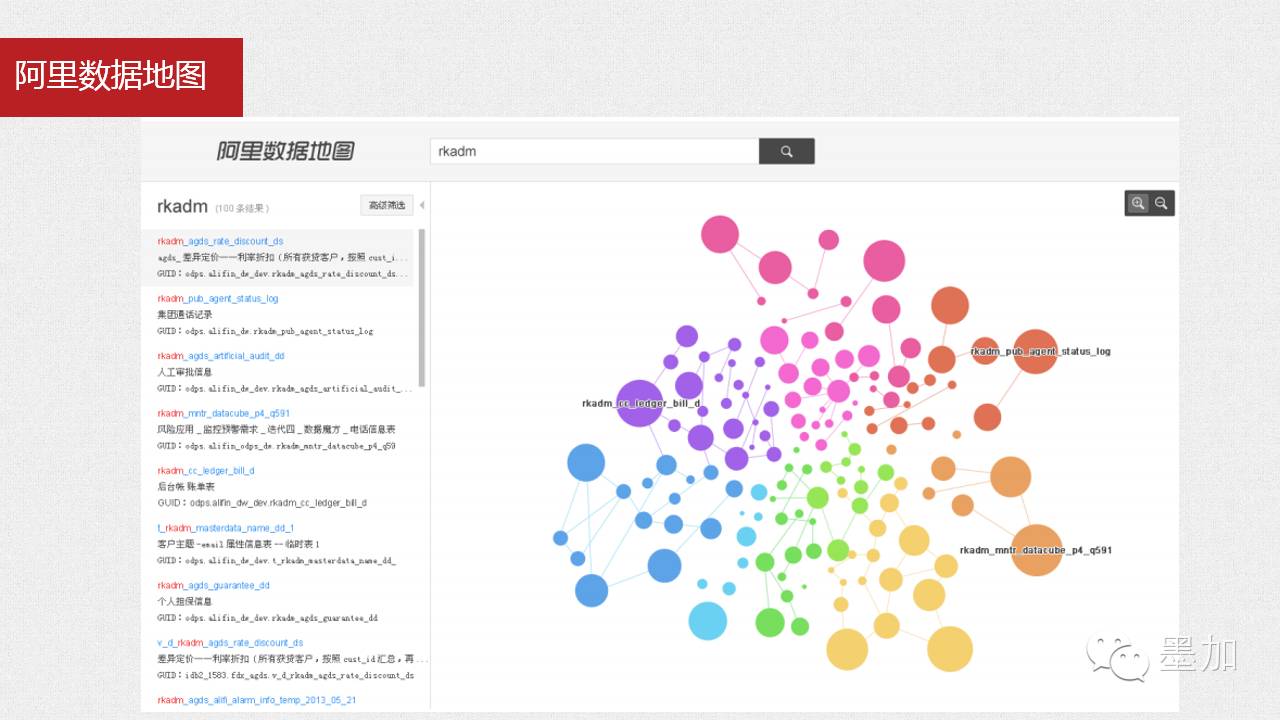 阿里数据地图
阿里数据地图
rkadm
rkadm (100 条结果)
高级筛选
rkadm_agds_rate_discount_ds
agds_差异定价——利率折扣（所有获贷客户，按照 cust_i...
GUID：odps.alifin_dw_dev.rkadm_agds_rate_discount_ds...
rkadm_pub_agent_status_log
集团通话记录
GUID：odps.alifin_dw.rkadm_pub_agent_status_log
rkadm_agds_artificial_audit_dd
人工审批信息
GUID：odps.alifin_dw_dev.rkadm_agds_artificial_audit_...
rkadm_mntr_datacube_p4_q591
风险应用_监控预警需求_迭代四_数据魔方_电话信息表
GUID：odps.alifin_odps_dw.rkadm_mntr_datacube_p4_q59
rkadm_cc_ledger_bill_d
后台帐 账单表
GUID：odps.alifin_dw_dev.rkadm_cc_ledger_bill_d
t_rkadm_masterdata_name_dd_1
客户主题-email 属性信息表--临时表 1
GUID：odps.alifin_dw_dev.t_rkadm_masterdata_name_dd_
rkadm_agds_guarantee_dd
个人担保信息
GUID：odps.alifin_dw_dev.rkadm_agds_guarantee_dd
v_d_rkadm_agds_rate_discount_ds
差异定价——利率折扣（所有获贷客户，按照 cust_id 汇总，再...
GUID：idb2_1583.fdx_ags.v_d_rkadm_agds_rate_discount_ds
rkadm_agds_alifi_alarm_info_temp_2013_05_21
rkadm_pub_agent_status_log
rkadm_cc_ledger_bill_d
rkadm_mntr_datacube_p4_q591
墨加